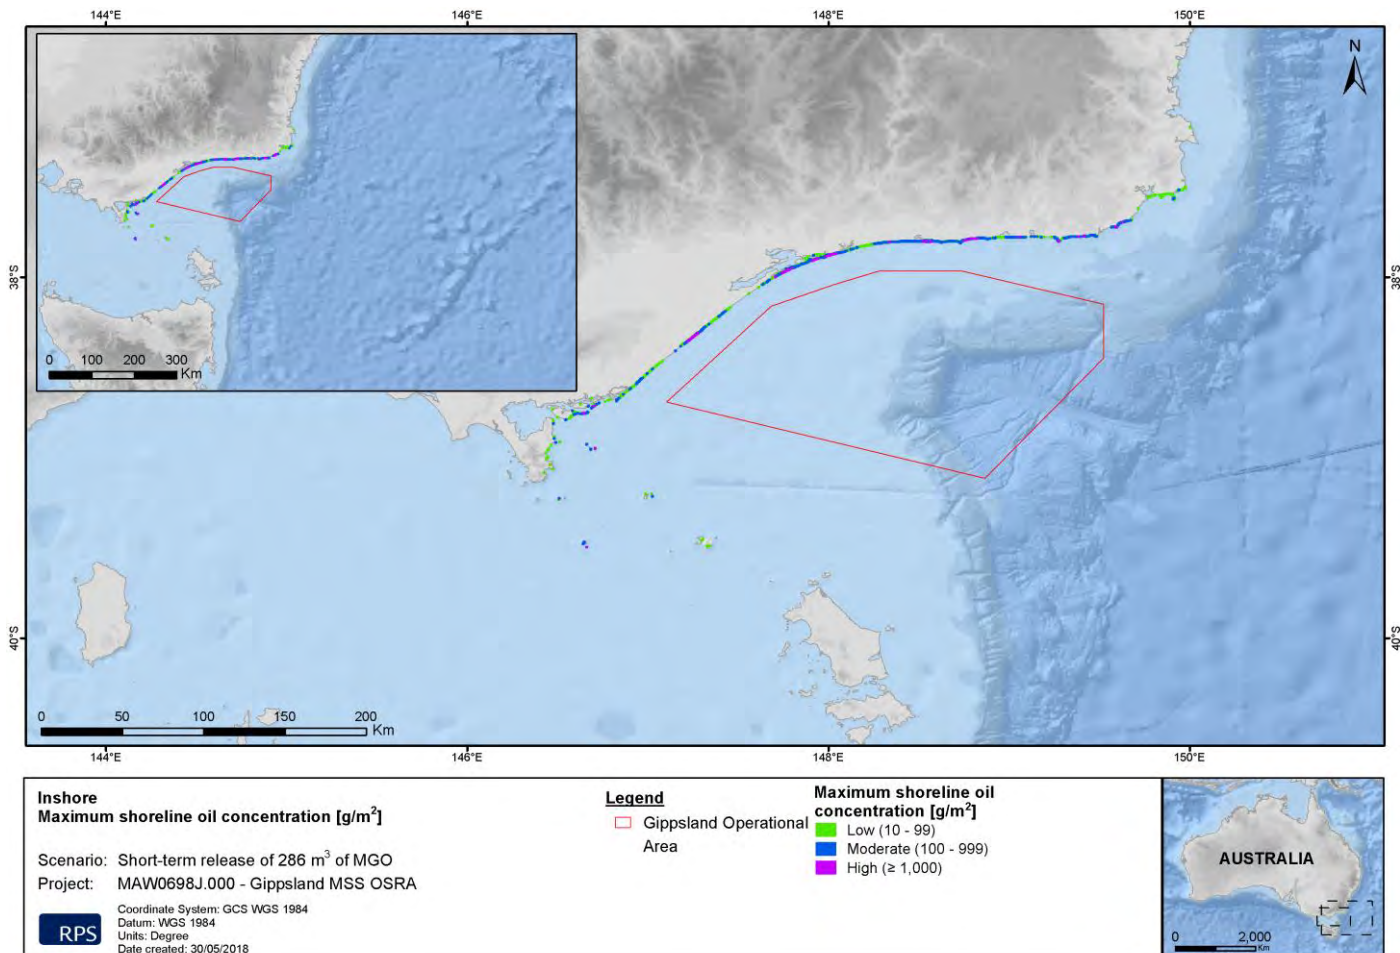 144°E 146°E 148°E 150°E
N
38°S 38°S
0 100 200 300
Km
40°S 40°S
0 50 100 150 200
Km
144°E 146°E 148°E 150°E
Inshore
Maximum shoreline oil concentration [g/m²]
Scenario: Short-term release of 286 m³ of MGO
Project: MAW0698J.000 - Gippsland MSS OSRA
RPS
Coordinate System: GCS WGS 1984
Datum: WGS 1984
Units: Degree
Date created: 30/05/2018
Legend
Gippsland Operational
Area
Maximum shoreline oil
concentration [g/m²]
Low (10 - 99)
Moderate (100 - 999)
High (≥ 1,000)
AUSTRALIA
0 2,000
Km